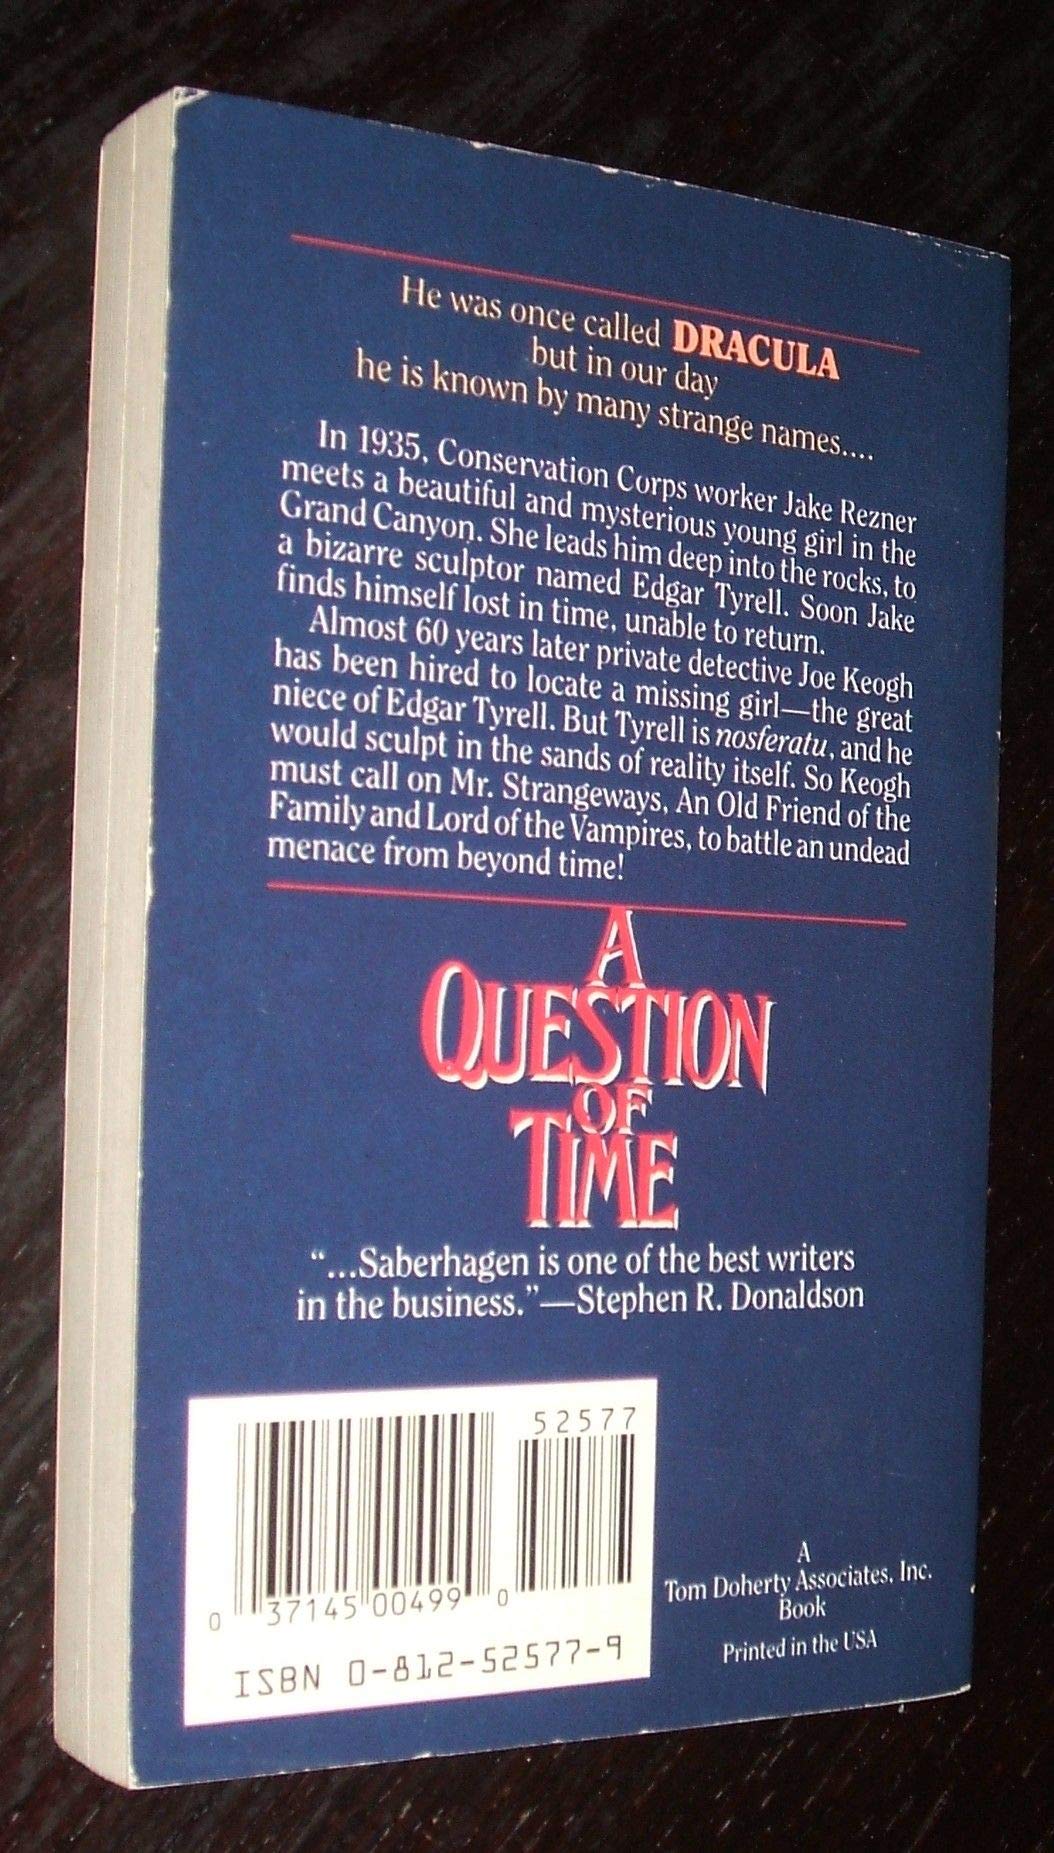 He was once called DRACULA
but in our day
he is known by many strange names....
In 1935, Conservation Corps worker Jake Rezner
meets a beautiful and mysterious young girl in the
Grand Canyon. She leads him deep into the rocks, to
a bizarre sculptor named Edgar Tyrell. Soon Jake
finds himself lost in time, unable to return.
Almost 60 years later private detective Joe Keogh
has been hired to locate a missing girl—the great
niece of Edgar Tyrell. But Tyrell is nosferatu, and he
would sculpt in the sands of reality itself. So Keogh
must call on Mr. Strangeways, An Old Friend of the
Family and Lord of the Vampires, to battle an undead
menace from beyond time!
A
QUESTION
OF
TIME
“...Saberhagen is one of the best writers
in the business.”—Stephen R. Donaldson
52577
0 37145 00499 0
ISBN 0-812-52577-9
A
Tom Doherty Associates, Inc.
Book
Printed in the USA